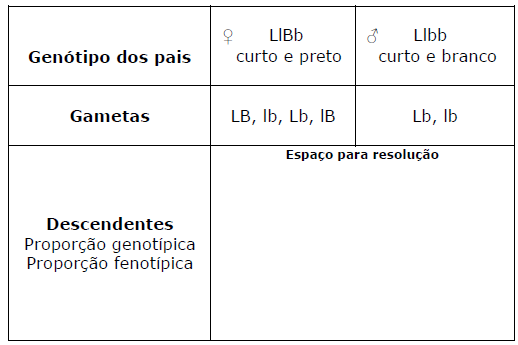 Genótipo dos pais
♀ LlBb
curto e preto
♂ Llbb
curto e branco
Gametas
LB, lb, Lb, lB
Lb, lb
Descendentes
Proporção genotípica
Proporção fenotípica
Espaço para resolução